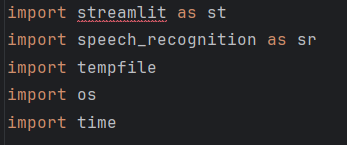 import streamlit as st
import speech_recognition as sr
import tempfile
import os
import time